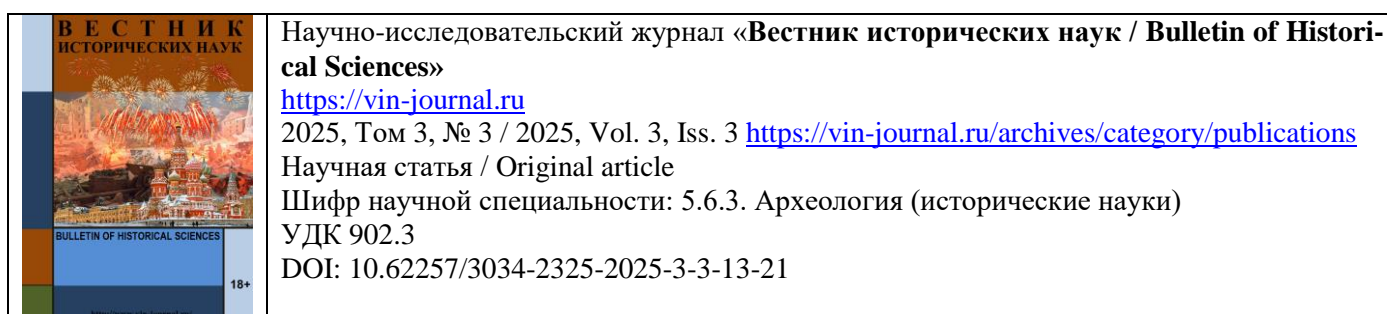 ВЕСТНИК
ИСТОРИЧЕСКИХ НАУК
BULLETIN OF HISTORICAL SCIENCES
18+
Научно-исследовательский журнал «Вестник исторических наук / Bulletin of Histori-
cal Sciences»
https://vin-journal.ru
2025, Том 3, № 3 / 2025, Vol. 3, Iss. 3 https://vin-journal.ru/archives/category/publications
Научная статья / Original article
Шифр научной специальности: 5.6.3. Археология (исторические науки)
УДК 902.3
DOI: 10.62257/3034-2325-2025-3-3-13-21